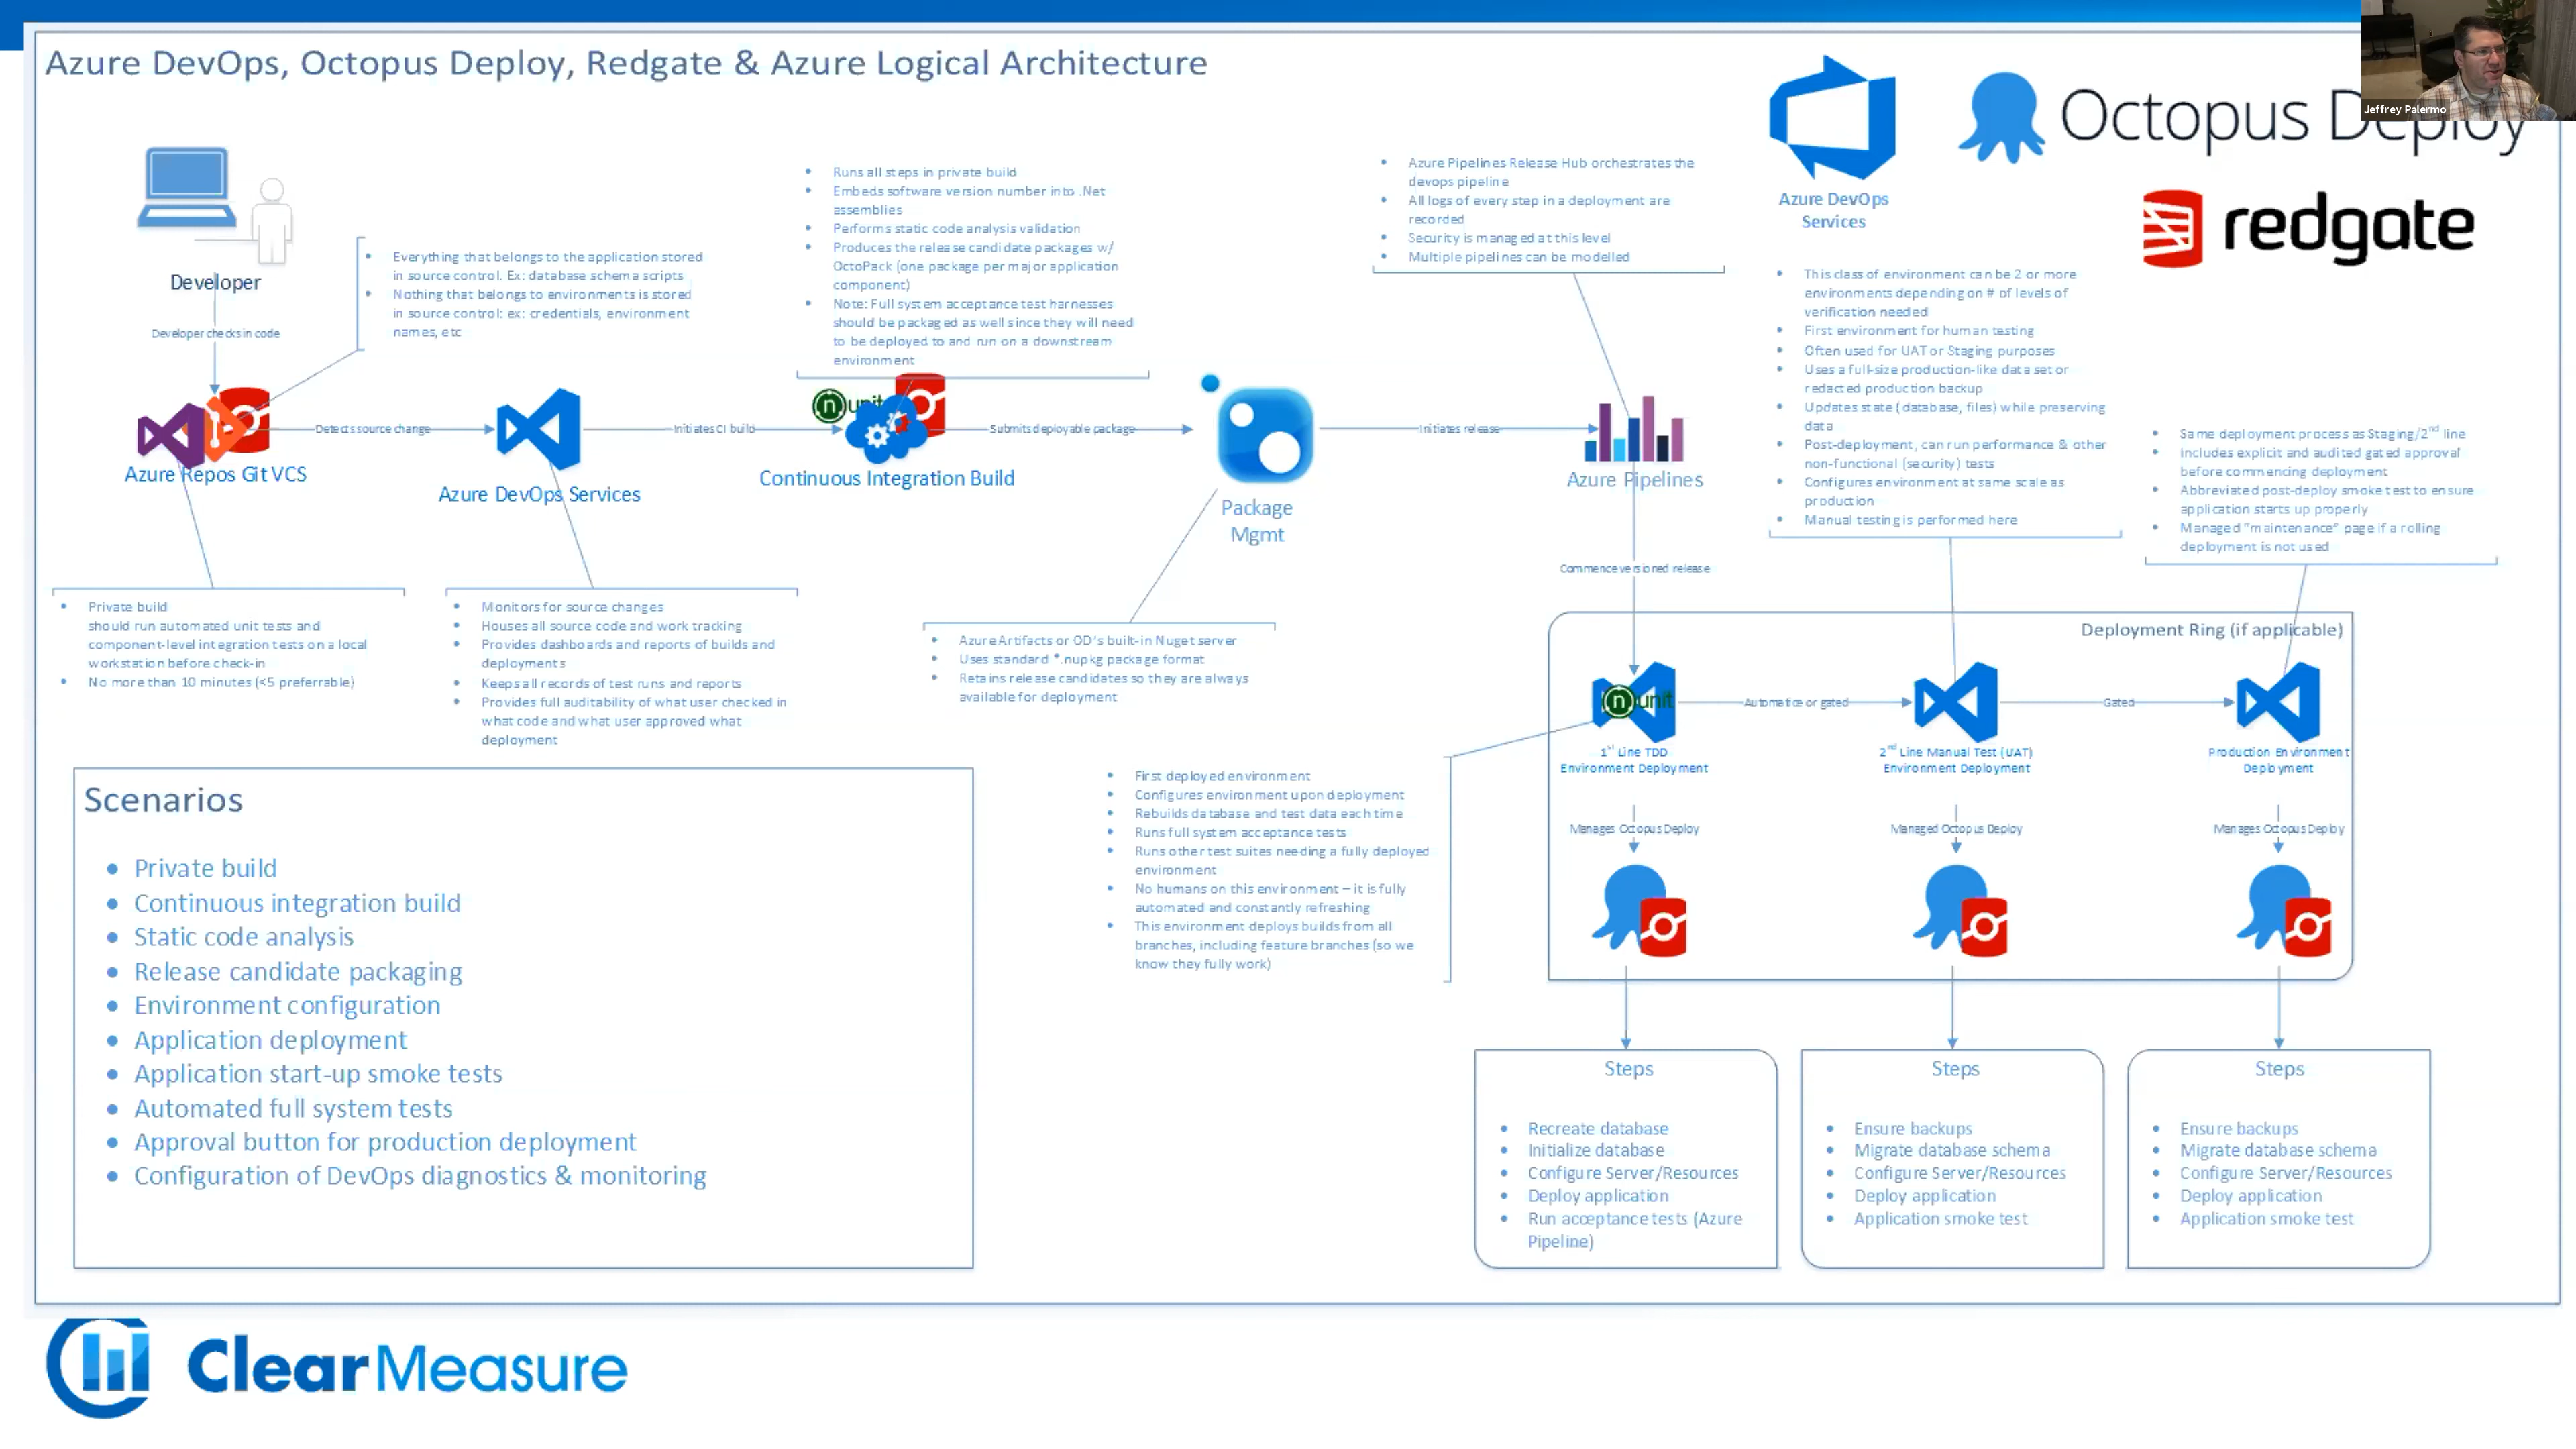 Azure DevOps, Octopus Deploy, Redgate & Azure Logical Architecture
Jeffrey Palermo
Octopus Deploy
redgate
Azure DevOps
Services
Developer
Developer checks in code
• Everything that belongs to the application stored
in source control. Ex: database schema scripts
• Nothing that belongs to environments is stored
in source control: ex: credentials, environment
names, etc
• Runs all steps in private build
• Embeds software version number into .Net
assemblies
• Performs static code analysis validation
• Produces the release candidate packages w/
OctoPack (one package per major application
component)
• Note: Full system acceptance test harnesses
should be packaged as well since they will need
to be deployed to and run on a downstream
environment
• Azure Pipelines Release Hub orchestrates the
devops pipeline
• All logs of every step in a deployment are
recorded
• Security is managed at this level
• Multiple pipelines can be modelled
• This class of environment can be 2 or more
environments depending on # of levels of
verification needed
• First environment for human testing
• Often used for UAT or Staging purposes
• Uses a full-size production-like data set or
redacted production backup
• Updates state (database, files) while preserving
data
• Post-deployment, can run performance & other
non-functional (security) tests
• Configures environment at same scale as
production
• Manual testing is performed here
• Same deployment process as Staging/2nd line
• includes explicit and audited gated approval
before commencing deployment
• Abbreviated post-deploy smoke test to ensure
application starts up properly
• Managed "maintenance" page if a rolling
deployment is not used
Azure Repos Git VCS
Detects source change
Azure DevOps Services
Initiates CI build
nunit
Continuous Integration Build
Submits deployable package
Package
Mgmt
Initiates release
Azure Pipelines
Commence versioned release
• Private build
should run automated unit tests and
component-level integration tests on a local
workstation before check-in
• No more than 10 minutes (<5 preferrable)
• Monitors for source changes
• Houses all source code and work tracking
• Provides dashboards and reports of builds and
deployments
• Keeps all records of test runs and reports
• Provides full auditability of what user checked in
what code and what user approved what
deployment
• Azure Artifacts or OD's built-in Nuget server
• Uses standard *.nupkg package format
• Retains release candidates so they are always
available for deployment
• First deployed environment
• Configures environment upon deployment
• Rebuilds database and test data each time
• Runs full system acceptance tests
• Runs other test suites needing a fully deployed
environment
• No humans on this environment – it is fully
automated and constantly refreshing
• This environment deploys builds from all
branches, including feature branches (so we
know they fully work)
Deployment Ring (if applicable)
nunit
1st Line TDD
Environment Deployment
Automatice or gated
2nd Line Manual Test (UAT)
Environment Deployment
Gated
Production Environment
Deployment
Manages Octopus Deploy
Managed Octopus Deploy
Manages Octopus Deploy
Steps
• Recreate database
• Initialize database
• Configure Server/Resources
• Deploy application
• Run acceptance tests (Azure
Pipeline)
Steps
• Ensure backups
• Migrate database schema
• Configure Server/Resources
• Deploy application
• Application smoke test
Steps
• Ensure backups
• Migrate database schema
• Configure Server/Resources
• Deploy application
• Application smoke test
Scenarios
• Private build
• Continuous integration build
• Static code analysis
• Release candidate packaging
• Environment configuration
• Application deployment
• Application start-up smoke tests
• Automated full system tests
• Approval button for production deployment
• Configuration of DevOps diagnostics & monitoring
ClearMeasure